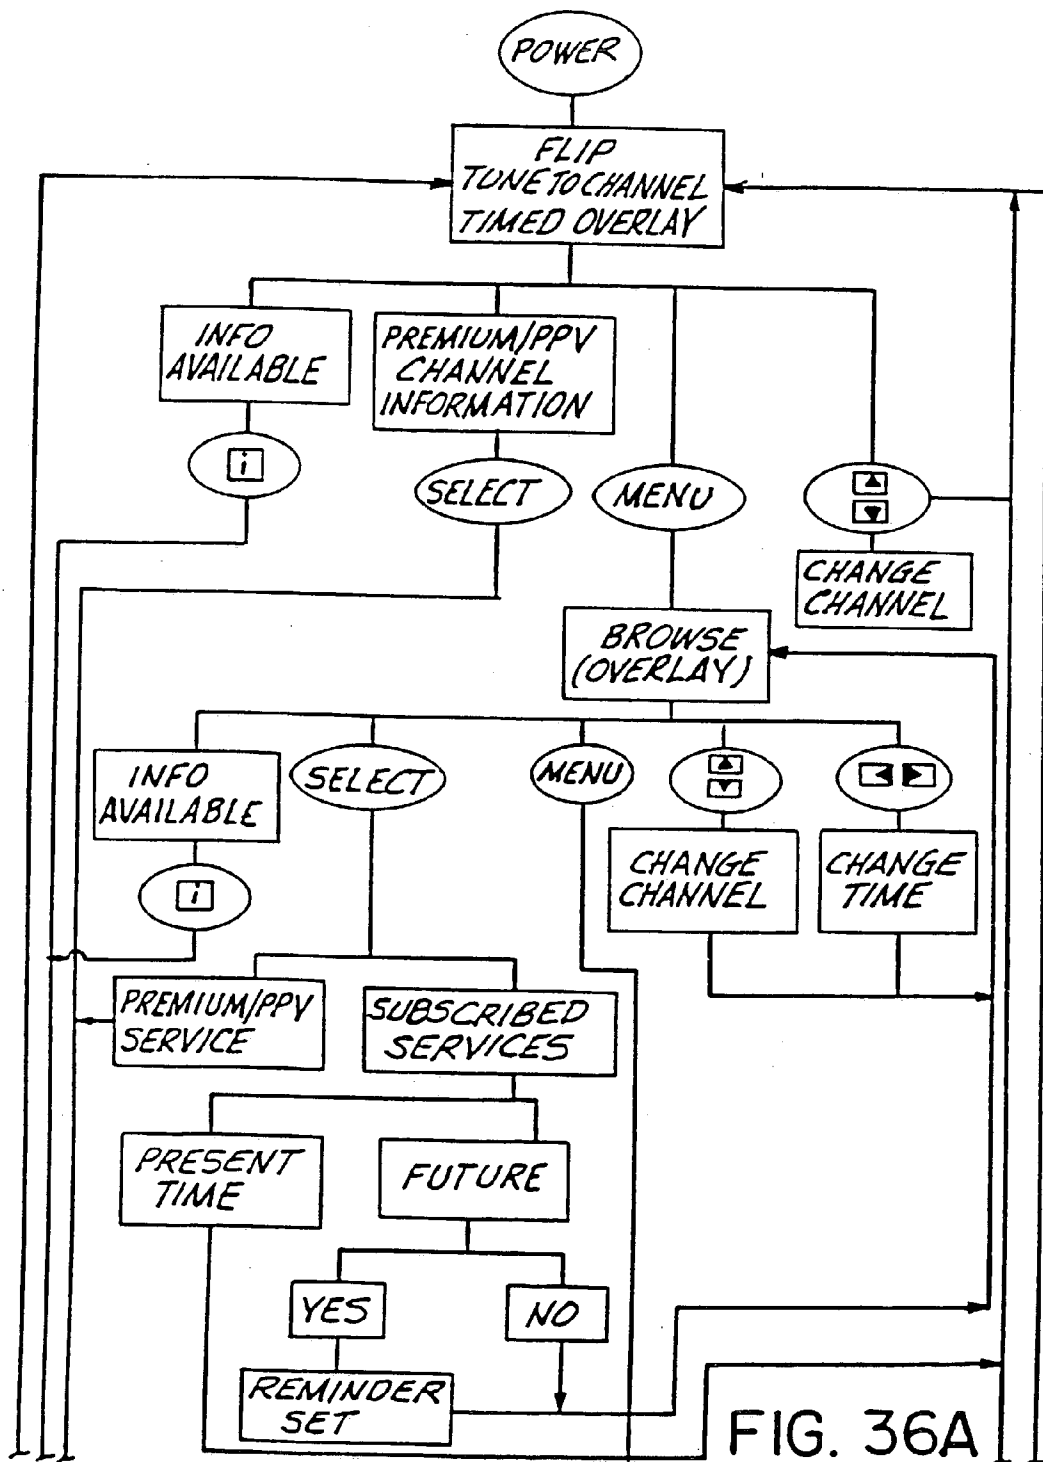 POWER
FLIP
TUNE TO CHANNEL
TIMED OVERLAY
INFO
AVAILABLE
PREMIUM/PPV
CHANNEL
INFORMATION
i
SELECT
MENU
CHANGE
CHANNEL
BROWSE
(OVERLAY)
INFO
AVAILABLE
SELECT
MENU
i
CHANGE
CHANNEL
CHANGE
TIME
PREMIUM/PPV
SERVICE
SUBSCRIBED
SERVICES
PRESENT
TIME
FUTURE
YES
NO
REMINDER
SET
FIG. 36A